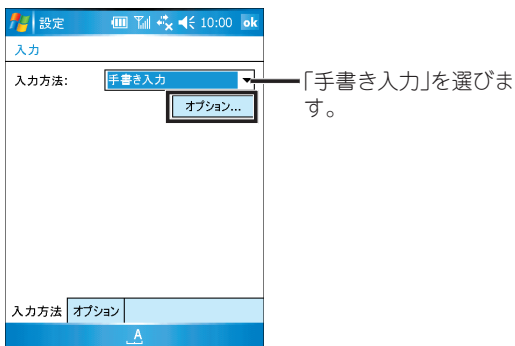 設定 10:00 ok
入力
入力方法: 手書き入力
オプション...
「手書き入力」を選びま
す。
入力方法 オプション
A